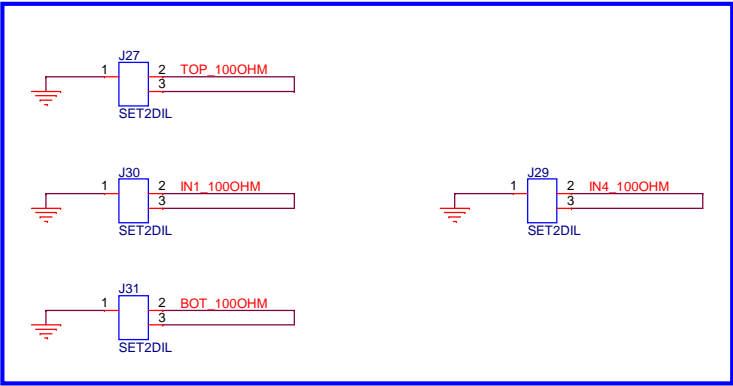 J27
1 2 TOP_100OHM
3
SET2DIL
J30
1 2 IN1_100OHM
3
SET2DIL
J29
1 2 IN4_100OHM
3
SET2DIL
J31
1 2 BOT_100OHM
3
SET2DIL